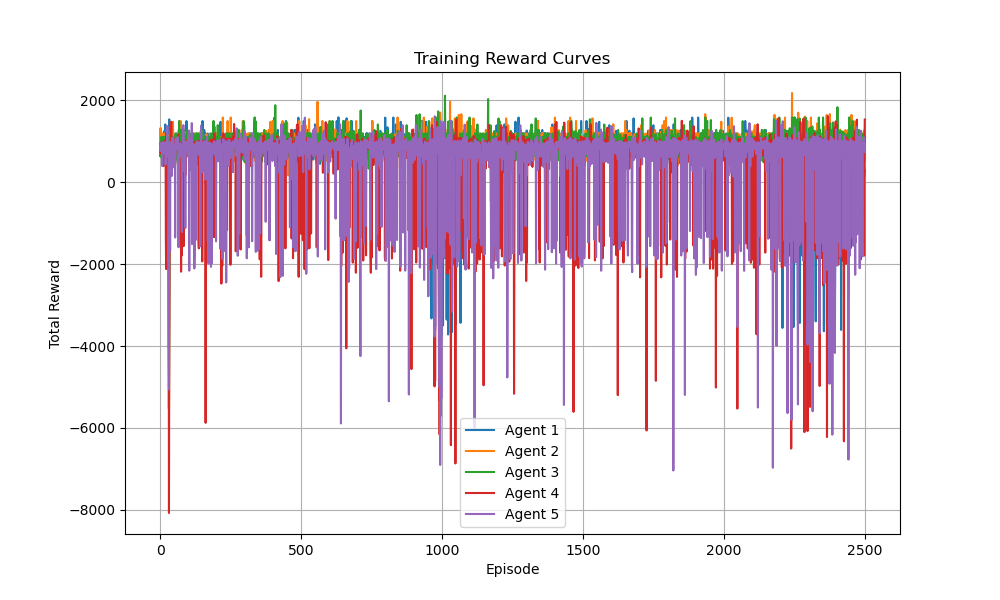 Training Reward Curves
Total Reward
2000
0
−2000
−4000
−6000
−8000
Agent 1
Agent 2
Agent 3
Agent 4
Agent 5
0
500
1000
1500
2000
2500
Episode